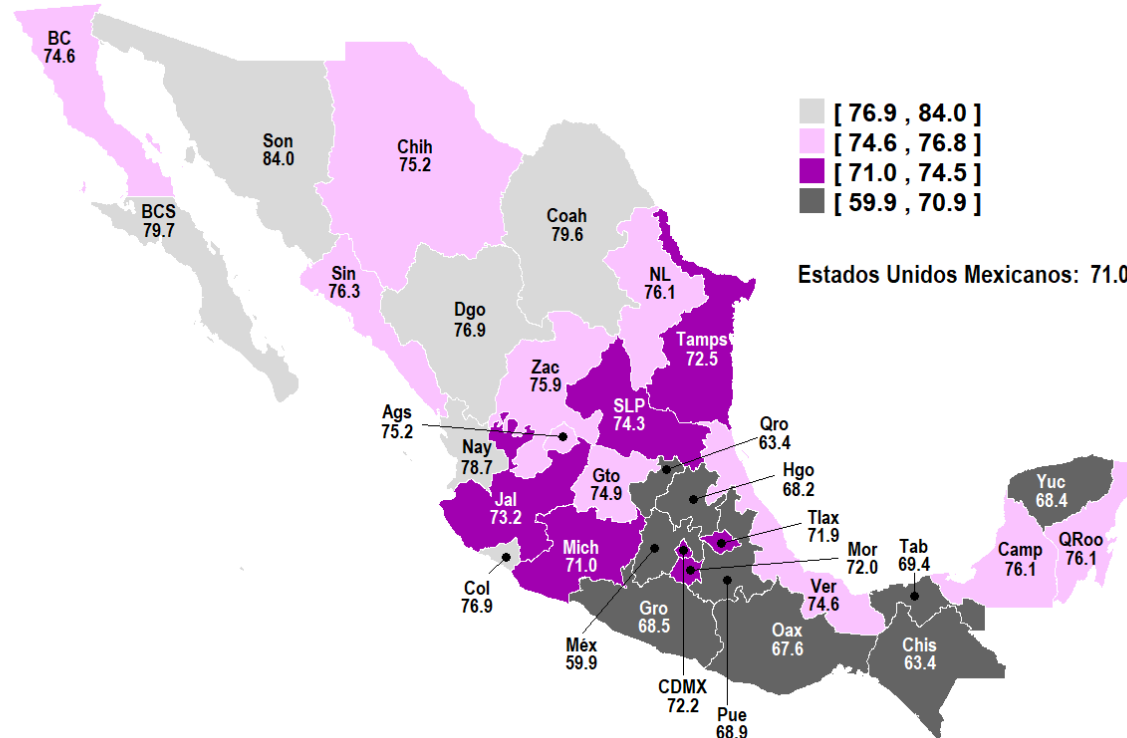 BC
74.6
Son
84.0
Chih
75.2
[ 76.9 , 84.0 ]
[ 74.6 , 76.8 ]
[ 71.0 , 74.5 ]
[ 59.9 , 70.9 ]
Estados Unidos Mexicanos: 71.0
BCS
79.7
Coah
79.6
Sin
76.3
NL
76.1
Dgo
76.9
Tamps
72.5
Zac
75.9
SLP
74.3
Ags
75.2
Qro
63.4
Nay
78.7
Gto
74.9
Hgo
68.2
Yuc
68.4
Jal
73.2
Tlax
71.9
Mich
71.0
Mor
72.0
Tab
69.4
Camp
76.1
QRoo
76.1
Col
76.9
Ver
74.6
Gro
68.5
Oax
67.6
Chis
63.4
Méx
59.9
CDMX
72.2
Pue
68.9